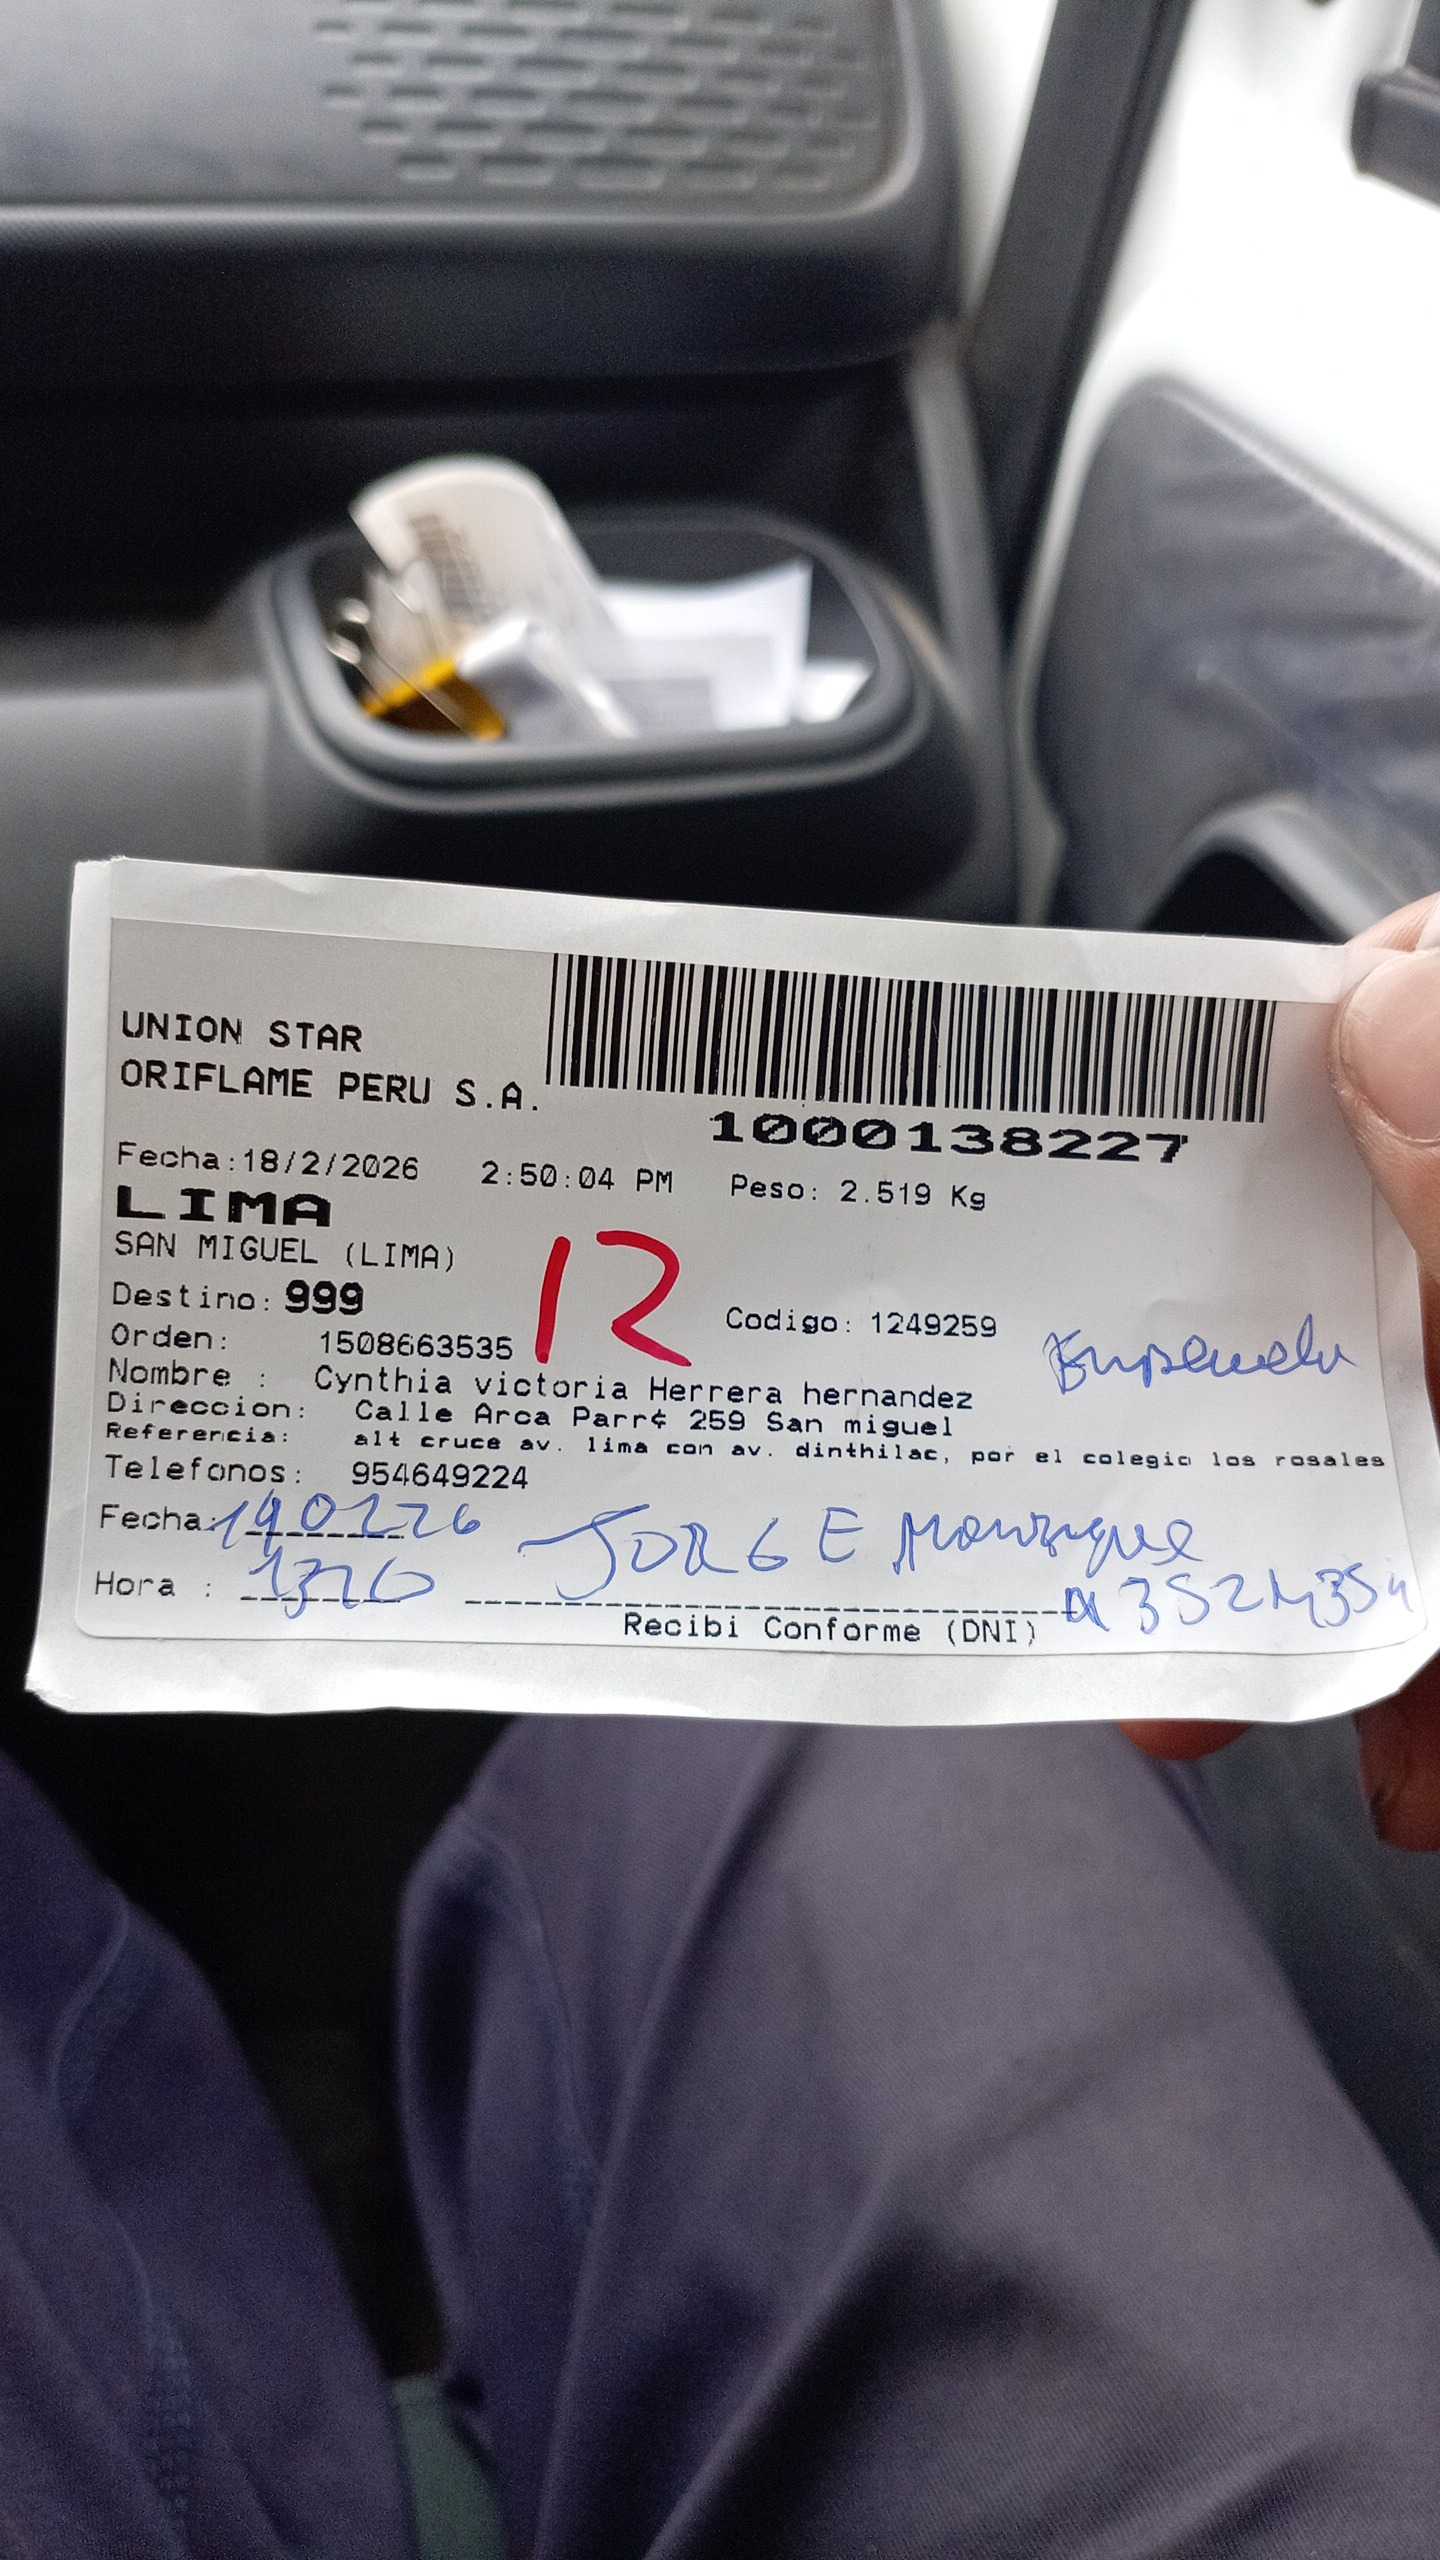 UNION STAR
ORIFLAME PERU S.A.
1000138227
Fecha:18/2/2026 2:50:04 PM Peso: 2.519 Kg
LIMA
SAN MIGUEL (LIMA)
12
Destino: 999
Codigo: 1249259
Orden: 1508663535
Nombre : Cynthia victoria Herrera hernandez
Direccion: Calle Arca Parr¢ 259 San miguel
Referencia: alt cruce av. lima con av. dinthilac, por el colegio los rosales
Telefonos: 954649224
Fecha: JORGE Manrique
Hora : 1320
Recibi Conforme (DNI)